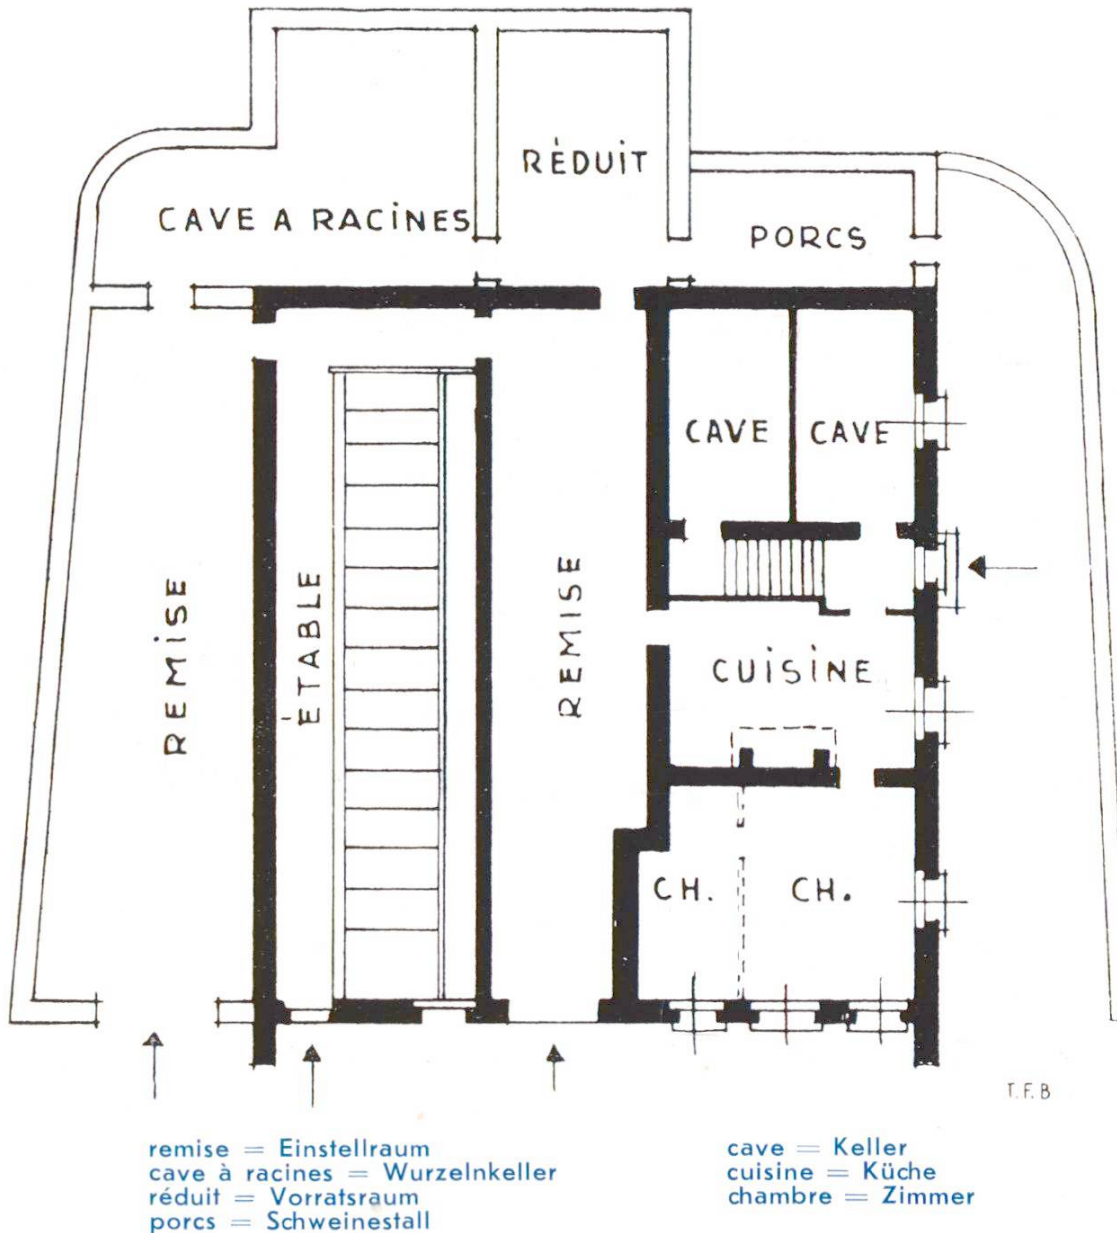 RÉDUIT
CAVE A RACINES
PORCS
CAVE
CAVE
REMISE
ÉTABLE
REMISE
CUISINE
CH.
CH.
T.F.B
remise = Einstellraum
cave à racines = Wurzelnkeller
réduit = Vorratsraum
porcs = Schweinestall
cave = Keller
cuisine = Küche
chambre = Zimmer